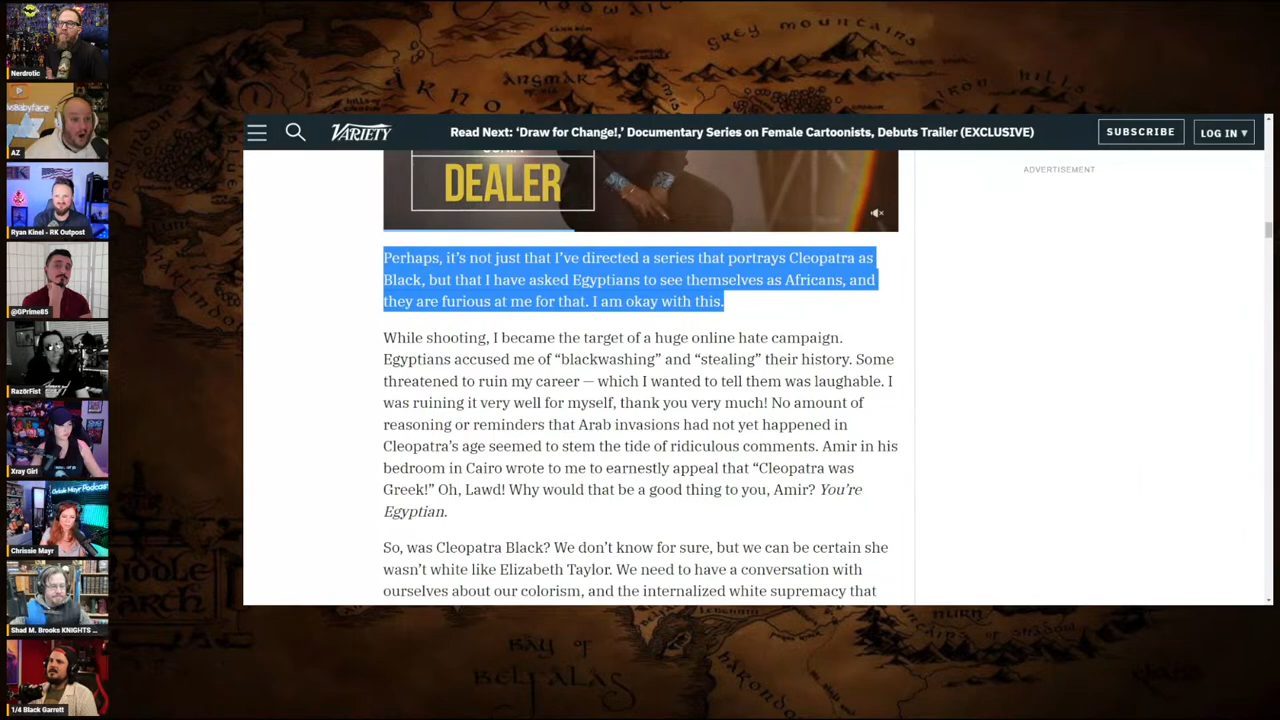 TOWAIL
GREY MOUNTAINS
ANGMAR
ARNO
IRON HILLS
Nerdrotic
Babyface
AZ
Ryan Kinel - RK Outpost
@GPrime85
RazörFist
Xray Girl
Chrissie Mayr Podcast
Chrissie Mayr
Shad M. Brooks KNIGHTS ...
1/4 Black Garrett
VARIETY
Read Next: ‘Draw for Change!,’ Documentary Series on Female Cartoonists, Debuts Trailer (EXCLUSIVE)
SUBSCRIBE
LOG IN ▾
DEALER
ADVERTISEMENT
Perhaps, it’s not just that I’ve directed a series that portrays Cleopatra as
Black, but that I have asked Egyptians to see themselves as Africans, and
they are furious at me for that. I am okay with this.
While shooting, I became the target of a huge online hate campaign.
Egyptians accused me of “blackwashing” and “stealing” their history. Some
threatened to ruin my career — which I wanted to tell them was laughable. I
was ruining it very well for myself, thank you very much! No amount of
reasoning or reminders that Arab invasions had not yet happened in
Cleopatra’s age seemed to stem the tide of ridiculous comments. Amir in his
bedroom in Cairo wrote to me to earnestly appeal that “Cleopatra was
Greek!” Oh, Lawd! Why would that be a good thing to you, Amir? You’re
Egyptian.
So, was Cleopatra Black? We don’t know for sure, but we can be certain she
wasn’t white like Elizabeth Taylor. We need to have a conversation with
ourselves about our colorism, and the internalized white supremacy that
BAY OF
BELFALAS